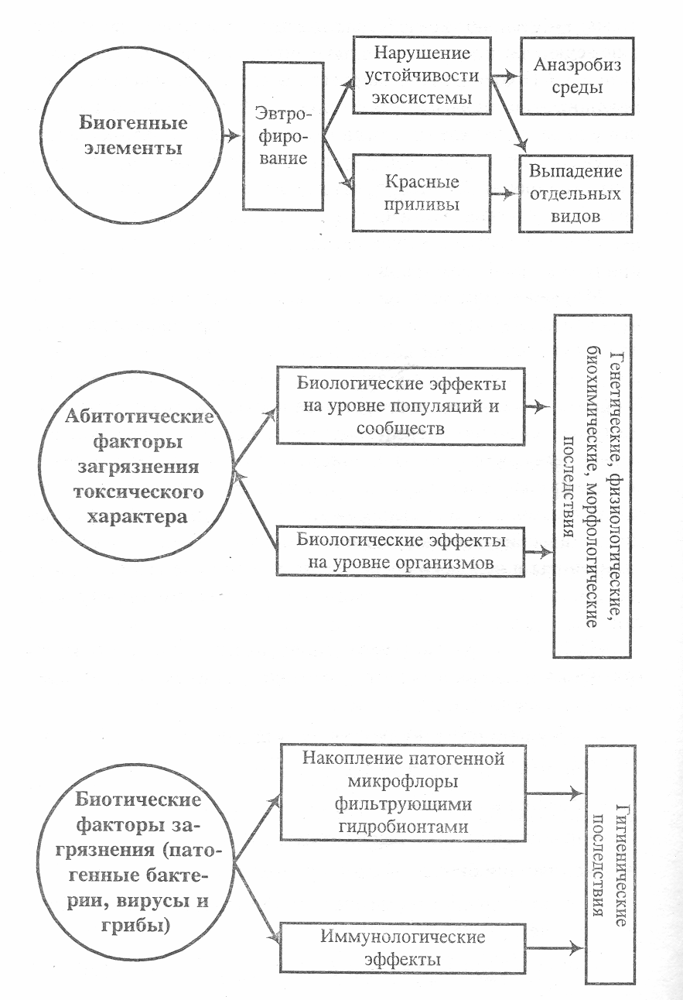 Биогенные
элементы
Эвтро-
фиро-
вание
Нарушение
устойчивости
экосистемы
Анаэробиз
среды
Красные
приливы
Выпадение
отдельных
видов
Абитотические
факторы
загрязнения
токсического
характера
Биологические эффекты
на уровне популяций и
сообществ
Биологические эффекты
на уровне организмов
Генетические, физиологические,
биохимические, морфологические
последствия
Биотические
факторы за-
грязнения (пато-
генные бакте-
рии, вирусы и
грибы)
Накопление патогенной
микрофлоры
фильтрующими
гидробионтами
Иммунологические
эффекты
Гигиенические
последствия